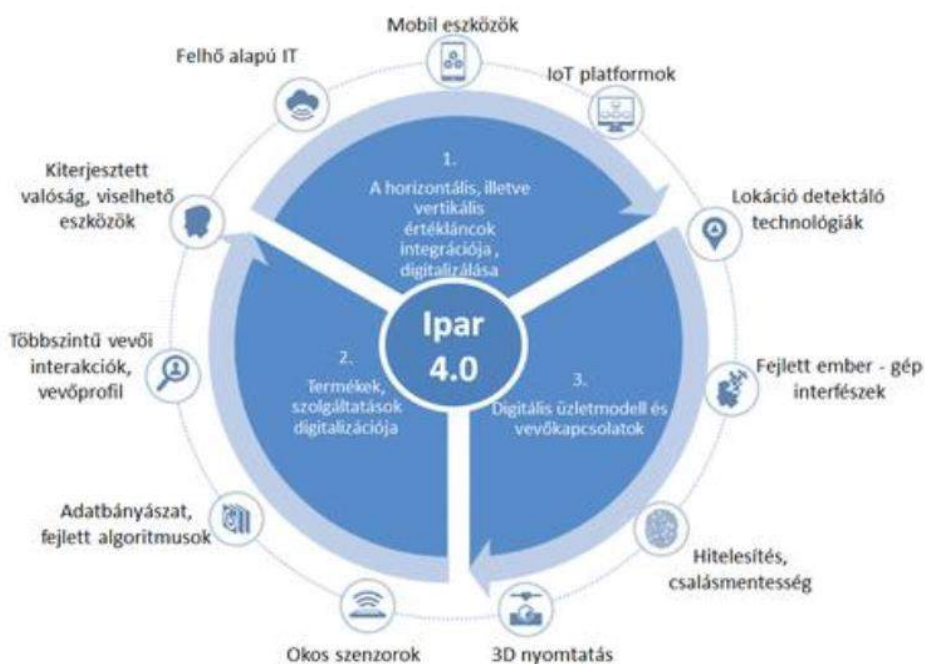 Mobil eszközök
Felhő alapú IT
IoT platformok
Kiterjesztett
valóság, viselhető
eszközök
Lokáció detektáló
technológiák
1.
A horizontális, illetve
vertikális
értékláncok
integrációja ,
digitalizálása
Ipar
4.0
Többszintű vevői
interakciók,
vevőprofil
2.
Termékek,
szolgáltatások
digitalizációja
3.
Digitális üzletmodell és
vevőkapcsolatok
Fejlett ember - gép
interfészek
Adatbányászat,
fejlett algoritmusok
Hitelesítés,
csalásmentesség
Okos szenzorok
3D nyomtatás